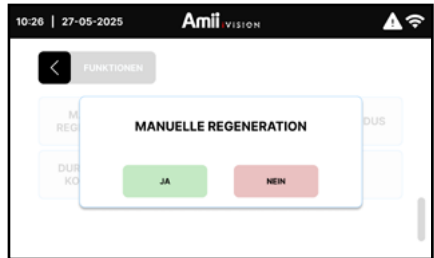 10:26 | 27-05-2025 Amii.VISION
FUNKTIONEN
MANUELLE REGENERATION
JA NEIN